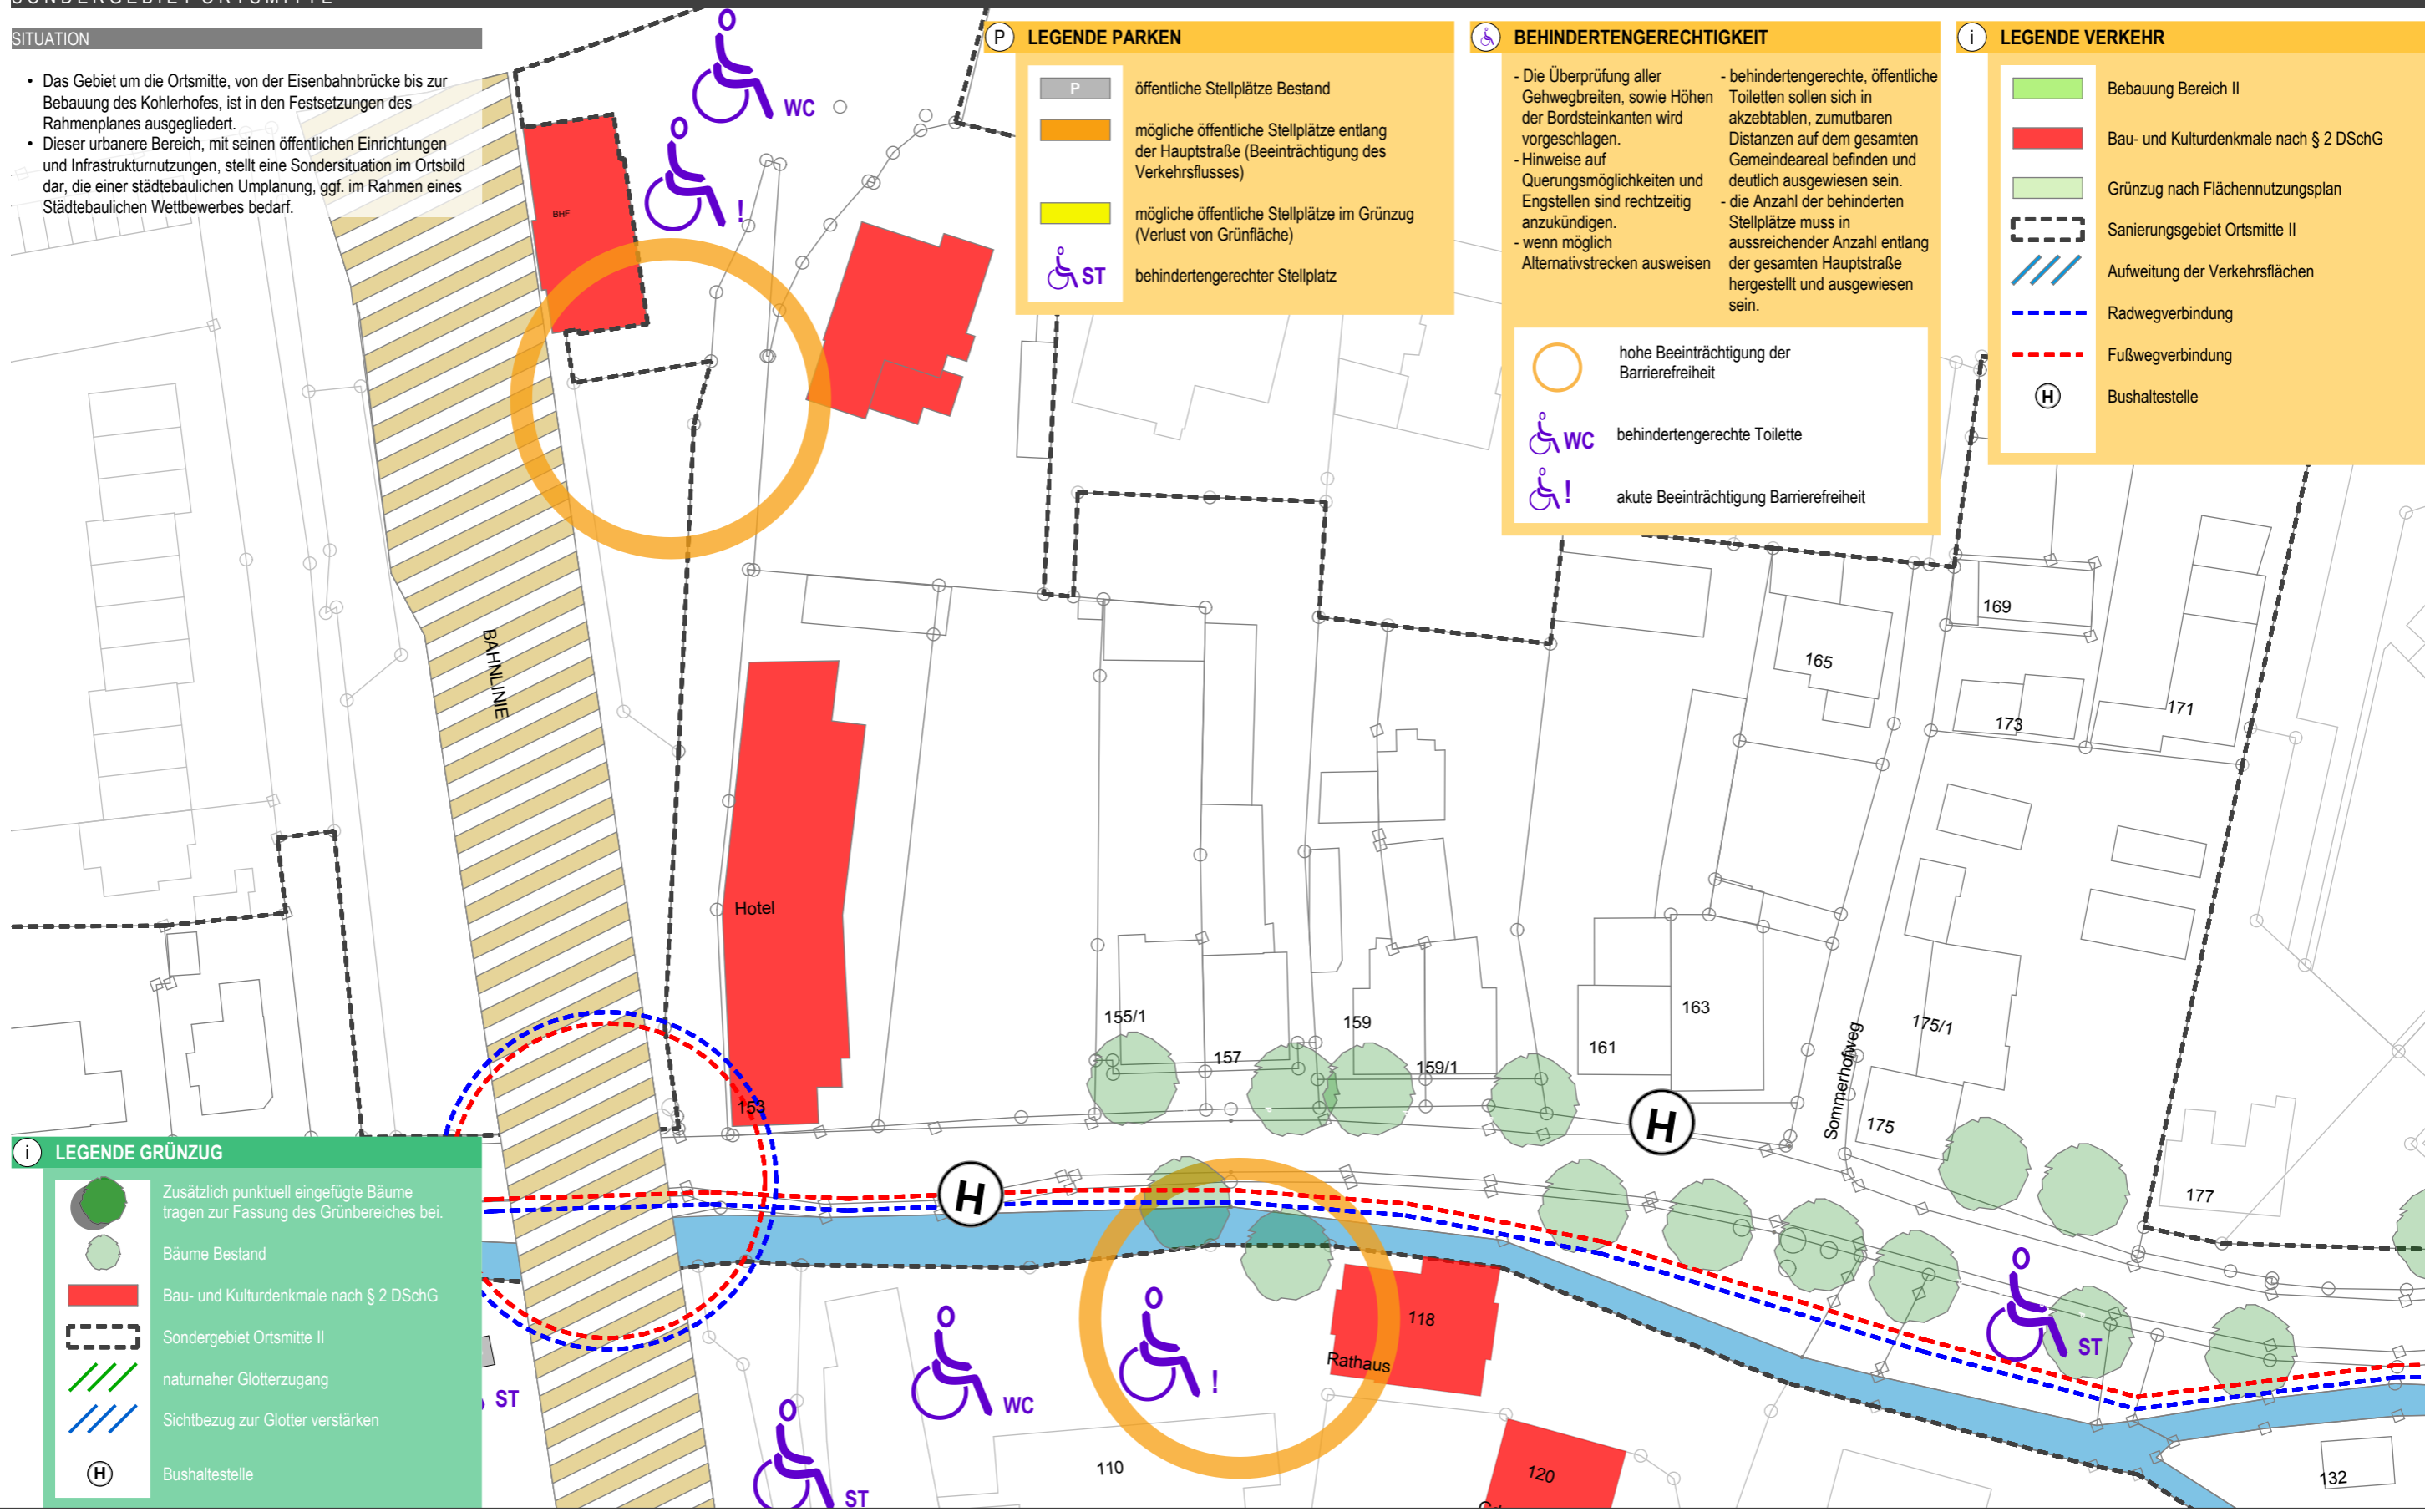 SONDERGEBIET ORTSMITTE
SITUATION
• Das Gebiet um die Ortsmitte, von der Eisenbahnbrücke bis zur
Bebauung des Kohlerhofes, ist in den Festsetzungen des
Rahmenplanes ausgegliedert.
• Dieser urbanere Bereich, mit seinen öffentlichen Einrichtungen
und Infrastrukturnutzungen, stellt eine Sondersituation im Ortsbild
dar, die einer städtebaulichen Umplanung, ggf. im Rahmen eines
Städtebaulichen Wettbewerbes bedarf.
P LEGENDE PARKEN
P öffentliche Stellplätze Bestand
mögliche öffentliche Stellplätze entlang
der Hauptstraße (Beeinträchtigung des
Verkehrsflusses)
mögliche öffentliche Stellplätze im Grünzug
(Verlust von Grünfläche)
ST behindertengerechter Stellplatz
BEHINDERTENGERECHTIGKEIT
- Die Überprüfung aller
Gehwegbreiten, sowie Höhen
der Bordsteinkanten wird
vorgeschlagen.
- Hinweise auf
Querungsmöglichkeiten und
Engstellen sind rechtzeitig
anzukündigen.
- wenn möglich
Alternativstrecken ausweisen
- behindertengerechte, öffentliche
Toiletten sollen sich in
akzebtablen, zumutbaren
Distanzen auf dem gesamten
Gemeindeareal befinden und
deutlich ausgewiesen sein.
- die Anzahl der behinderten
Stellplätze muss in
aussreichender Anzahl entlang
der gesamten Hauptstraße
hergestellt und ausgewiesen
sein.
hohe Beeinträchtigung der
Barrierefreiheit
WC behindertengerechte Toilette
! akute Beeinträchtigung Barrierefreiheit
i LEGENDE VERKEHR
Bebauung Bereich II
Bau- und Kulturdenkmale nach § 2 DSchG
Grünzug nach Flächennutzungsplan
Sanierungsgebiet Ortsmitte II
Aufweitung der Verkehrsflächen
Radwegverbindung
Fußwegverbindung
H Bushaltestelle
WC
!
BHF
BAHNLINIE
Hotel
153
155/1
157
159
159/1
161
163
165
169
171
173
175/1
175
177
Sommerhofweg
H
H
i LEGENDE GRÜNZUG
Zusätzlich punktuell eingefügte Bäume
tragen zur Fassung des Grünbereiches bei.
Bäume Bestand
Bau- und Kulturdenkmale nach § 2 DSchG
Sondergebiet Ortsmitte II
naturnaher Glotterzugang
Sichtbezug zur Glotter verstärken
H Bushaltestelle
ST
ST
WC
!
118
Rathaus
110
120
ST
132